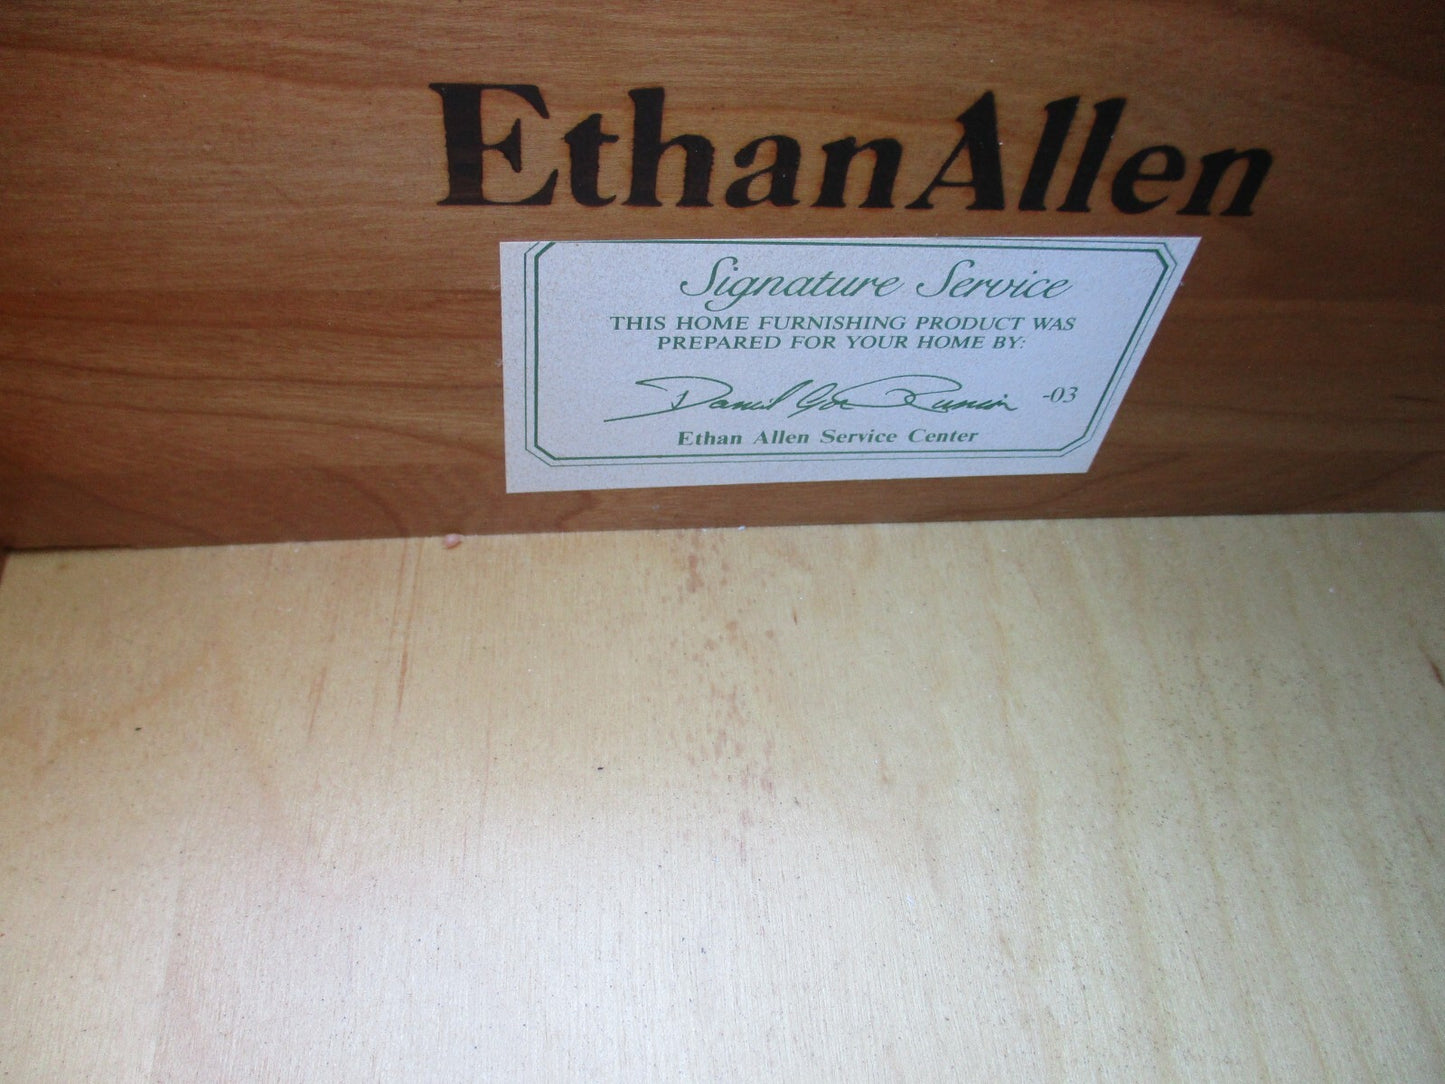 EthanAllen
Signature Service
THIS HOME FURNISHING PRODUCT WAS
PREPARED FOR YOUR HOME BY:
-03
Ethan Allen Service Center